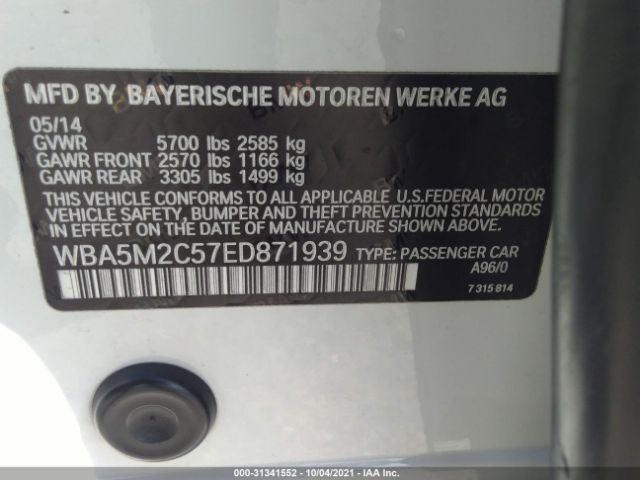 MFD BY BAYERISCHE MOTOREN WERKE AG
05/14
GVWR 5700 lbs 2585 kg
GAWR FRONT 2570 lbs 1166 kg
GAWR REAR 3305 lbs 1499 kg
THIS VEHICLE CONFORMS TO ALL APPLICABLE U.S.FEDERAL MOTOR
VEHICLE SAFETY, BUMPER AND THEFT PREVENTION STANDARDS
IN EFFECT ON THE DATE OF MANUFACTURE SHOWN ABOVE.
WBA5M2C57ED871939 TYPE: PASSENGER CAR
A96/0
7 315 814
000-31341552 - 10/04/2021 - IAA Inc.